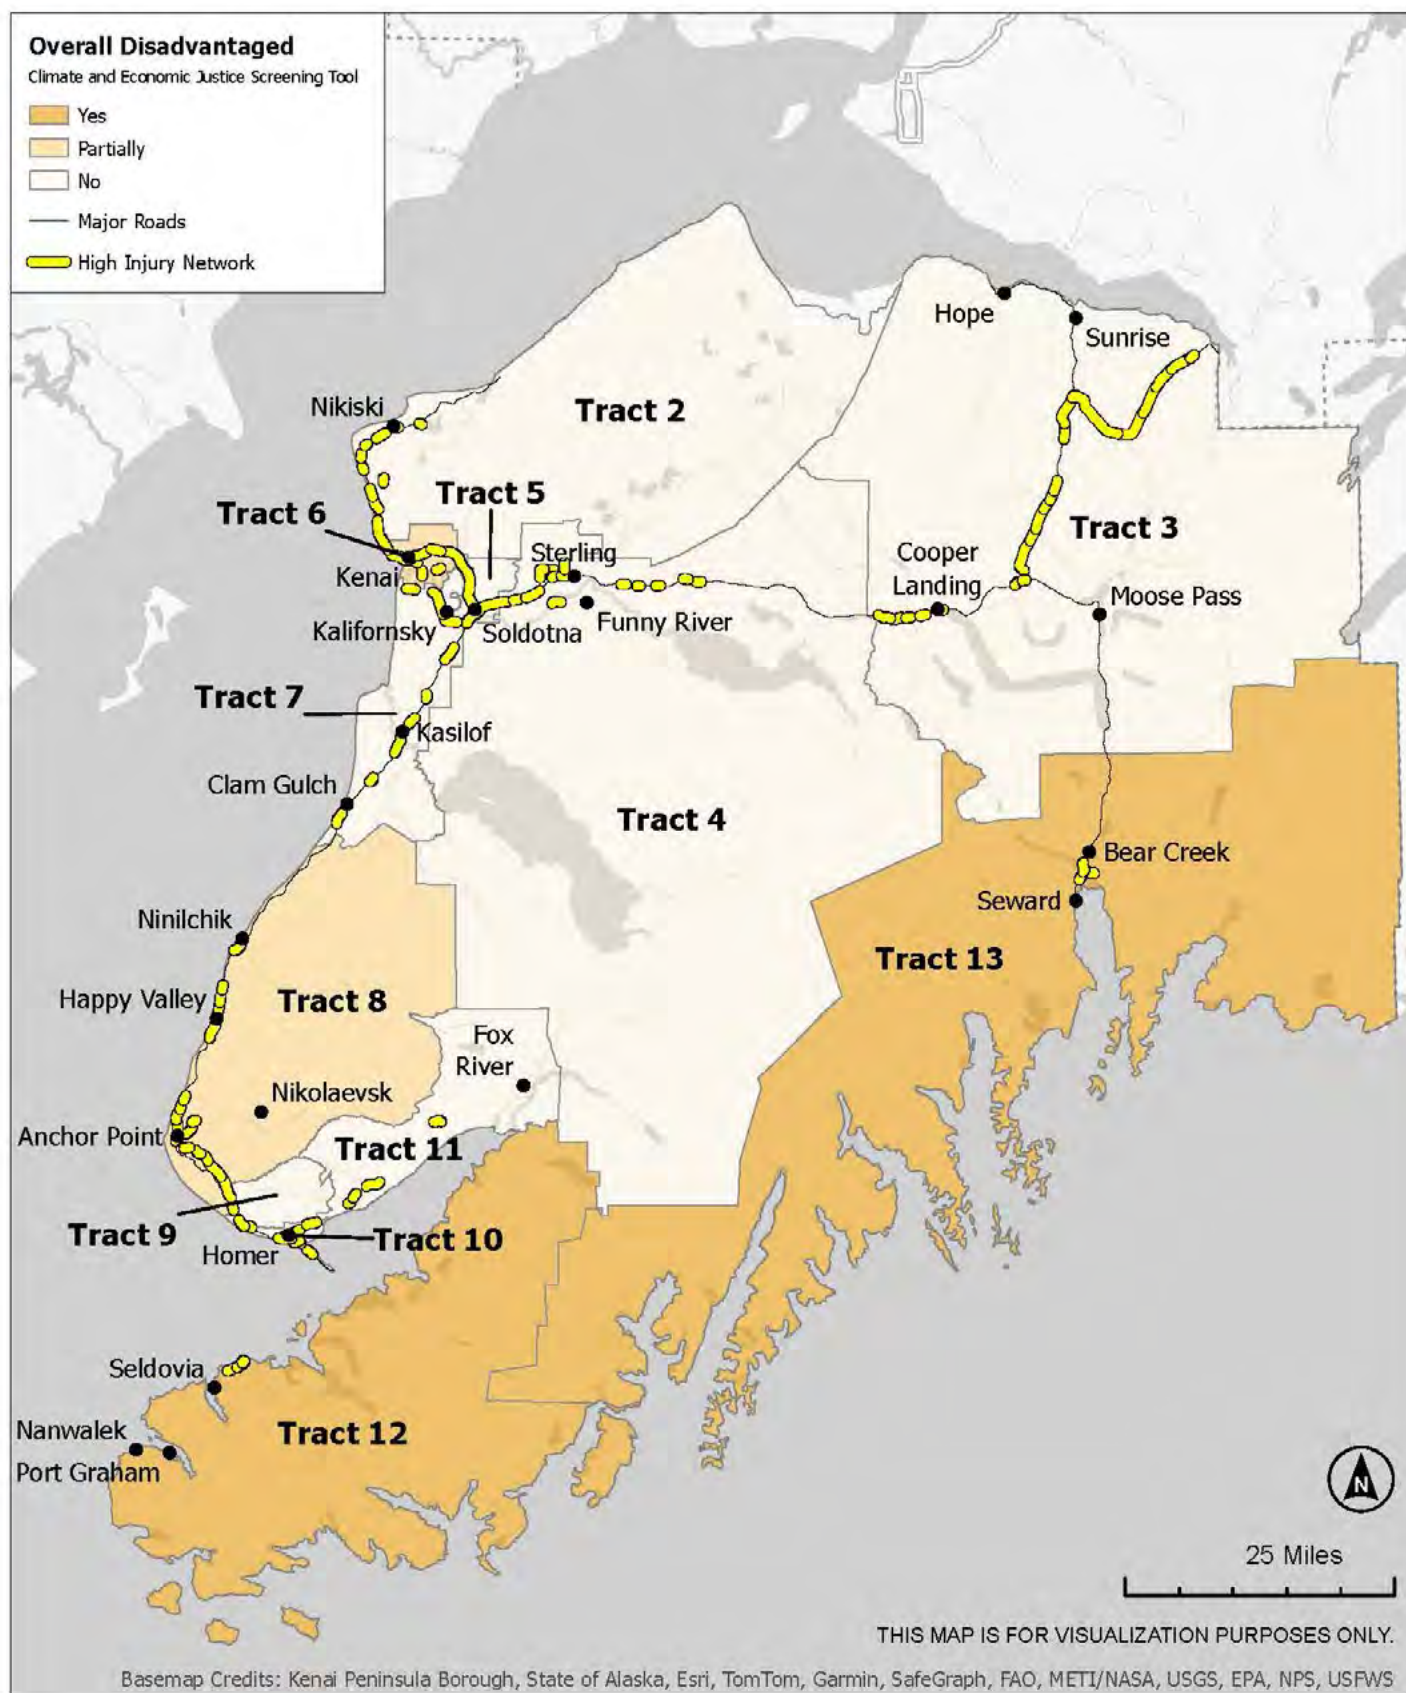 Overall Disadvantaged
Climate and Economic Justice Screening Tool
Yes
Partially
No
Major Roads
High Injury Network
Hope
Sunrise
Nikiski
Tract 2
Tract 5
Tract 6
Tract 3
Sterling
Cooper
Landing
Kenai
Moose Pass
Kalifornsky
Soldotna
Funny River
Tract 7
Kasilof
Clam Gulch
Tract 4
Bear Creek
Seward
Ninilchik
Tract 13
Happy Valley
Tract 8
Fox
River
Nikolaevsk
Anchor Point
Tract 11
Tract 9
Tract 10
Homer
Seldovia
Nanwalek
Tract 12
Port Graham
N
25 Miles
THIS MAP IS FOR VISUALIZATION PURPOSES ONLY.
Basemap Credits: Kenai Peninsula Borough, State of Alaska, Esri, TomTom, Garmin, SafeGraph, FAO, METI/NASA, USGS, EPA, NPS, USFWS